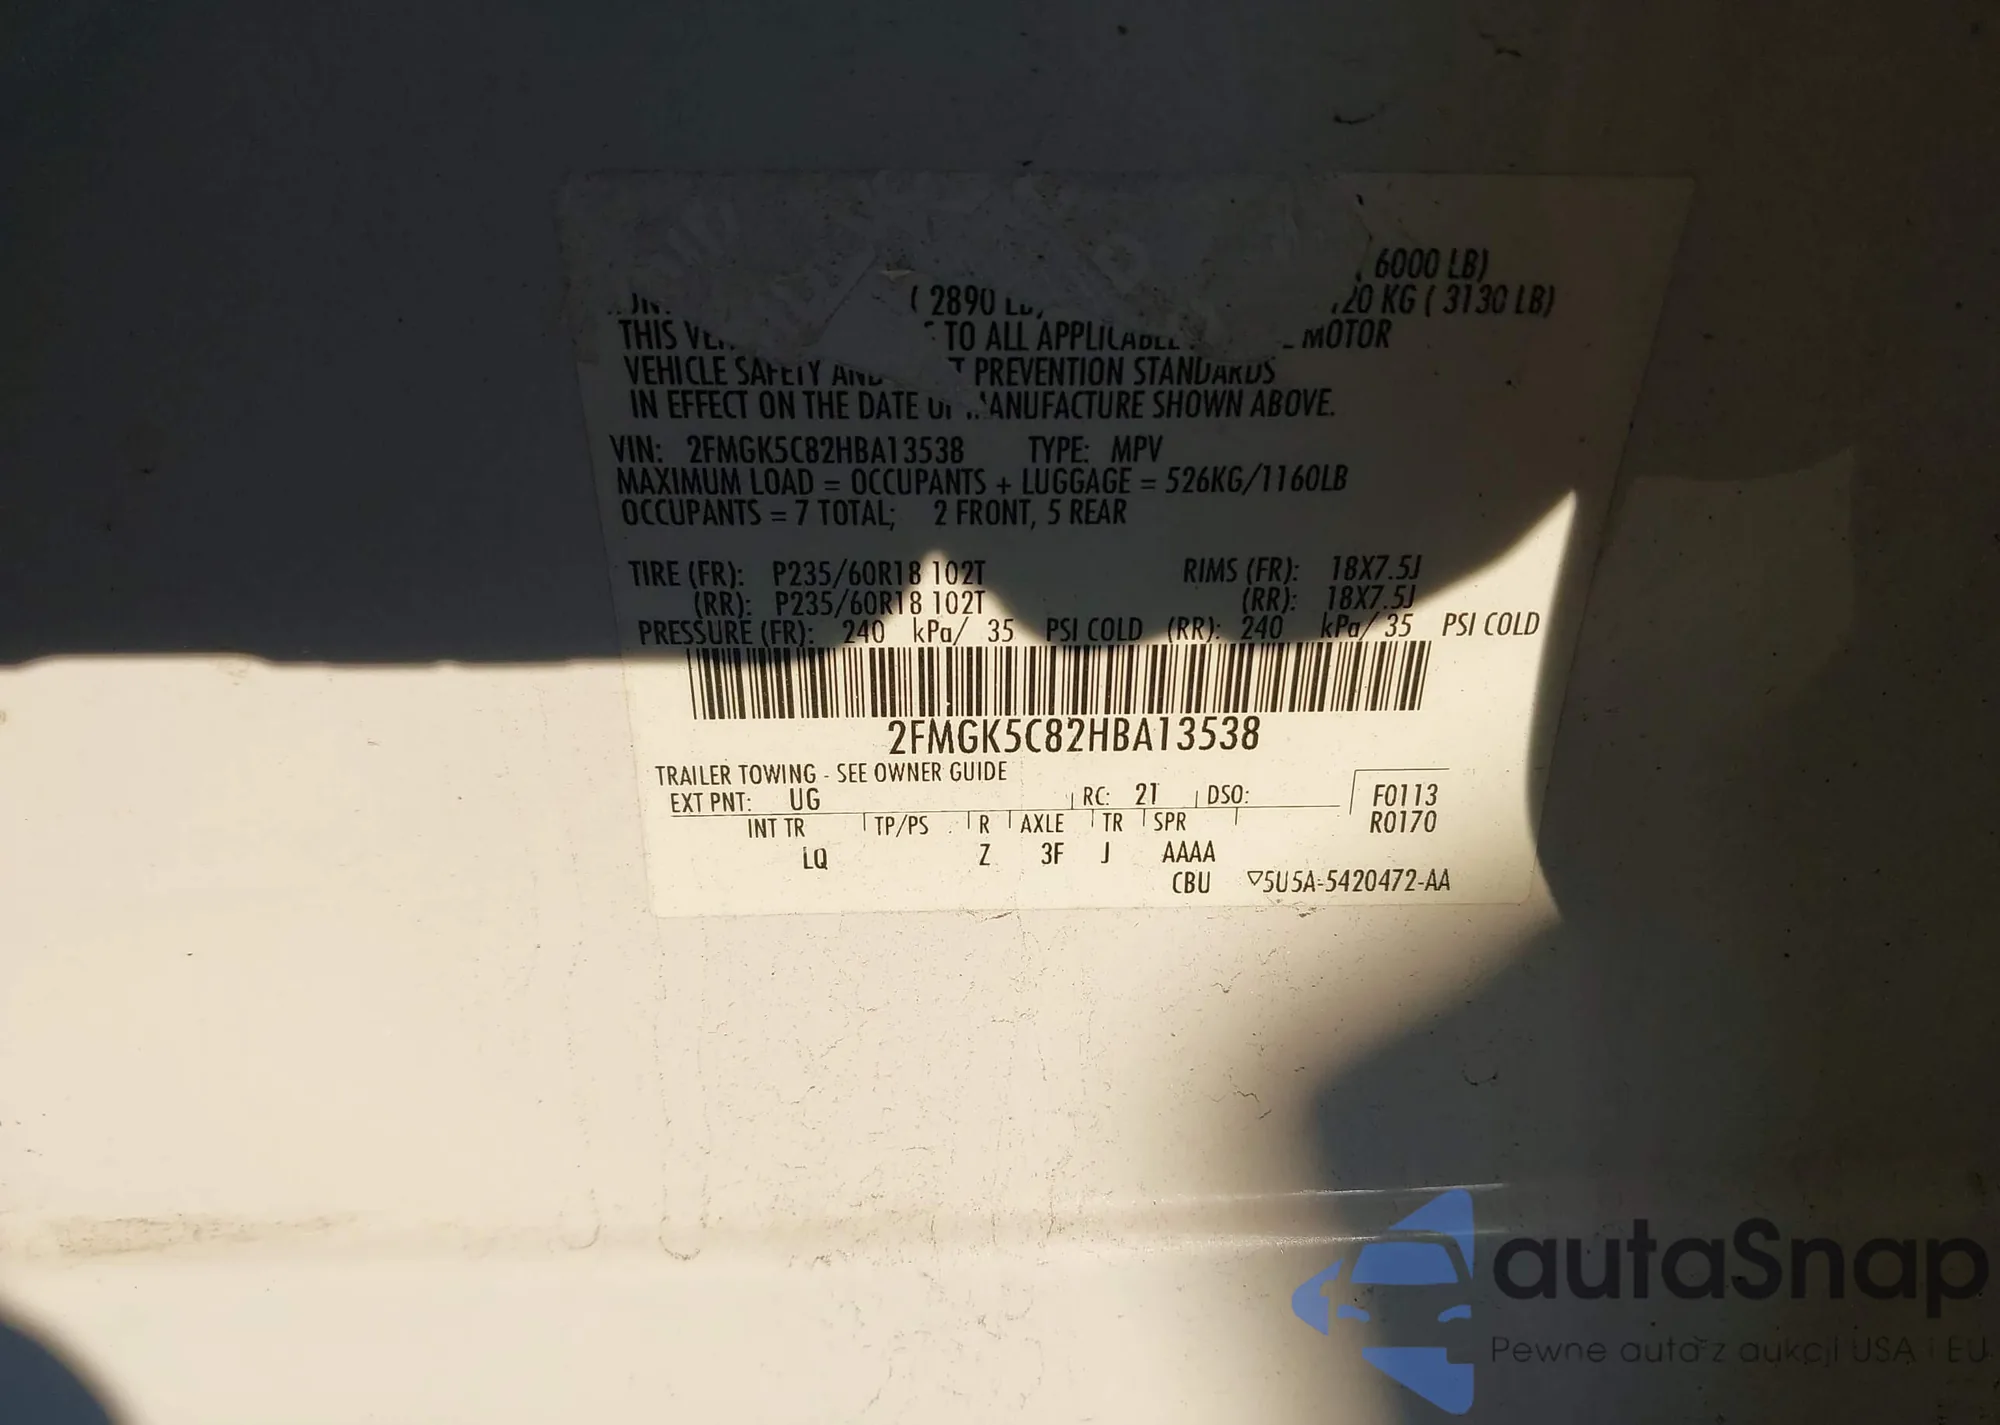 6000 LB)
( 2890 20 KG ( 3130 LB)
THIS TO ALL APPLICABLE MOTOR
VEHICLE SAFETY AND PREVENTION STANDARDS
IN EFFECT ON THE DATE OF MANUFACTURE SHOWN ABOVE.
VIN: 2FMGK5C82HBA13538 TYPE: MPV
MAXIMUM LOAD = OCCUPANTS + LUGGAGE = 526KG/1160LB
OCCUPANTS = 7 TOTAL; 2 FRONT, 5 REAR
TIRE (FR): P235/60R18 102T RIMS (FR): 18X7.5J
(RR): P235/60R18 102T (RR): 18X7.5J
PRESSURE (FR): 240 kPa/ 35 PSI COLD (RR): 240 kPa/ 35 PSI COLD
2FMGK5C82HBA13538
TRAILER TOWING - SEE OWNER GUIDE
EXT PNT: UG RC: 21 DSO: F0113
INT TR TP/PS R AXLE TR SPR R0170
LQ Z 3F J AAAA
CBU ▽5U5A-5420472-AA
autaSnap
Pewne auta z aukcji USA i EU